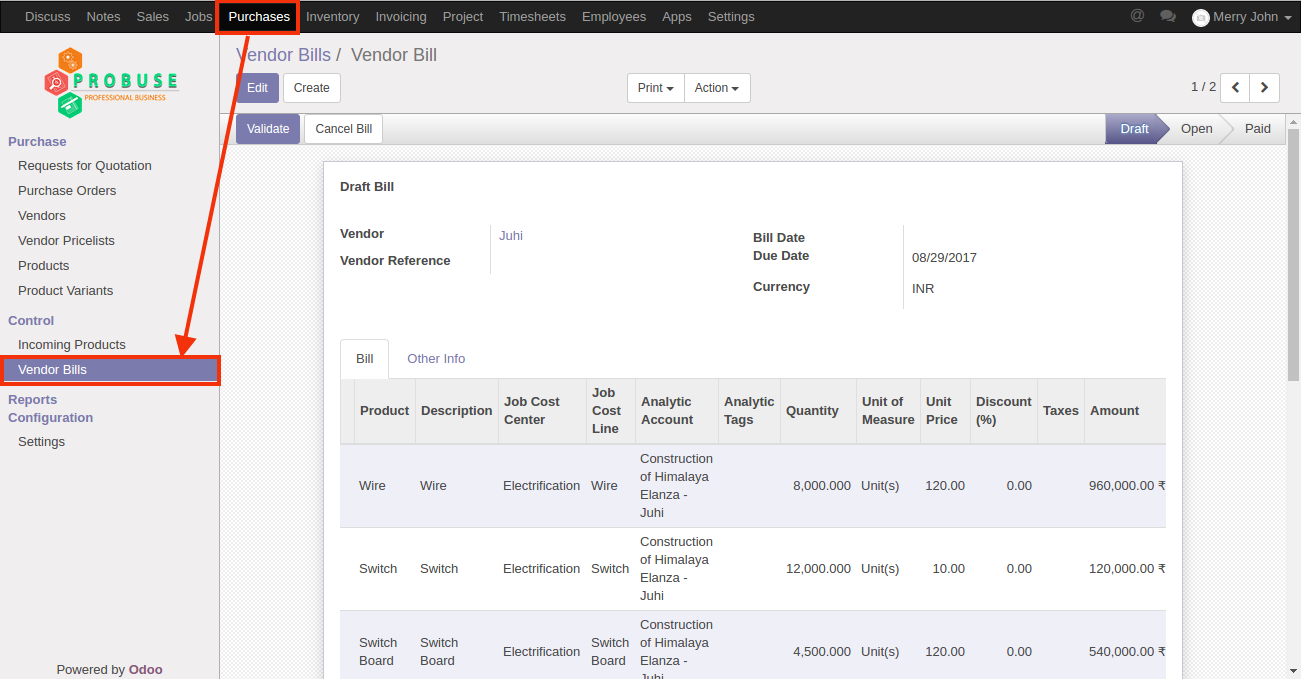 Discuss Notes Sales Jobs Purchases Inventory Invoicing Project Timesheets Employees Apps Settings @ Merry John
PROBUSE
PROFESSIONAL BUSINESS
Purchase
Requests for Quotation
Purchase Orders
Vendors
Vendor Pricelists
Products
Product Variants
Control
Incoming Products
Vendor Bills
Reports
Configuration
Settings
Powered by Odoo
Vendor Bills / Vendor Bill
Edit Create Print Action 1 / 2
Validate Cancel Bill Draft Open Paid
Draft Bill
Vendor Juhi
Vendor Reference
Bill Date
Due Date 08/29/2017
Currency INR
Bill Other Info
Product Description Job Cost Center Job Cost Line Analytic Account Analytic Tags Quantity Unit of Measure Unit Price Discount (%) Taxes Amount
Wire Wire Electrification Wire Construction of Himalaya Elanza - Juhi 8,000.000 Unit(s) 120.00 0.00 960,000.00 ₹
Switch Switch Electrification Switch Construction of Himalaya Elanza - Juhi 12,000.000 Unit(s) 10.00 0.00 120,000.00 ₹
Switch Board Switch Board Electrification Switch Board Construction of Himalaya Elanza - Juhi 4,500.000 Unit(s) 120.00 0.00 540,000.00 ₹